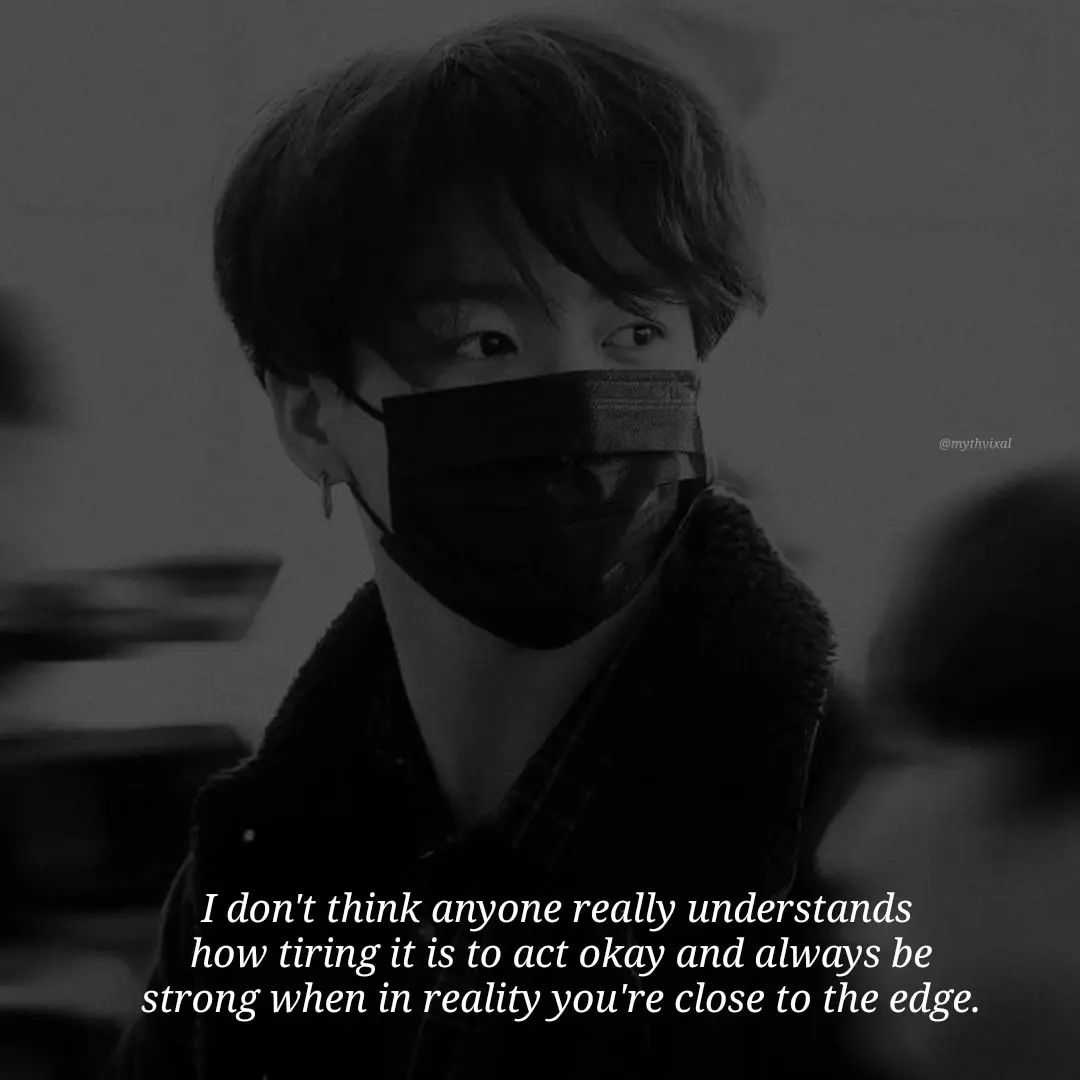 @mythvixal
I don't think anyone really understands
how tiring it is to act okay and always be
strong when in reality you're close to the edge.